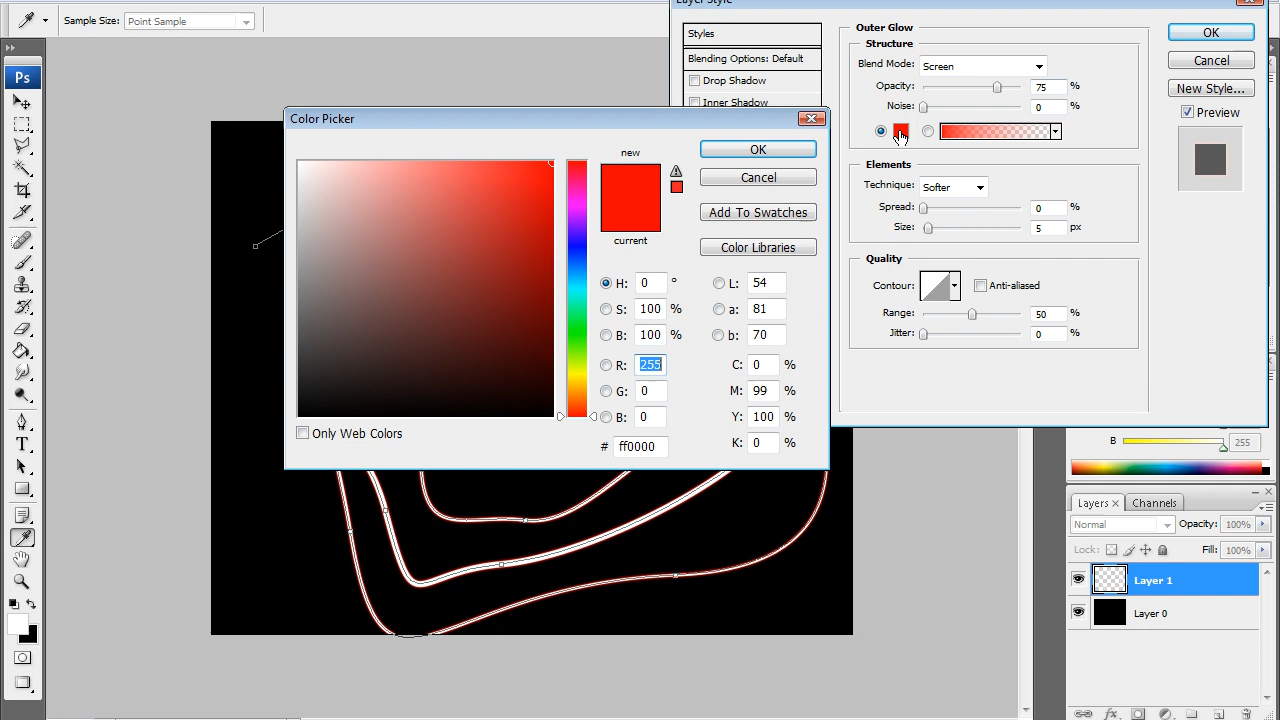 Sample Size: Point Sample
Ps
T
Layer Style
Styles
Blending Options: Default
Drop Shadow
Inner Shadow
Outer Glow
Structure
Blend Mode: Screen
Opacity: 75 %
Noise: 0 %
Elements
Technique: Softer
Spread: 0 %
Size: 5 px
Quality
Contour: Anti-aliased
Range: 50 %
Jitter: 0 %
OK
Cancel
New Style...
Preview
Color Picker
new
current
OK
Cancel
Add To Swatches
Color Libraries
H: 0 ° L: 54
S: 100 % a: 81
B: 100 % b: 70
R: 255 C: 0 %
G: 0 M: 99 %
B: 0 Y: 100 %
# ff0000 K: 0 %
Only Web Colors
B 255
Layers Channels
Normal Opacity: 100%
Lock: Fill: 100%
Layer 1
Layer 0
fx